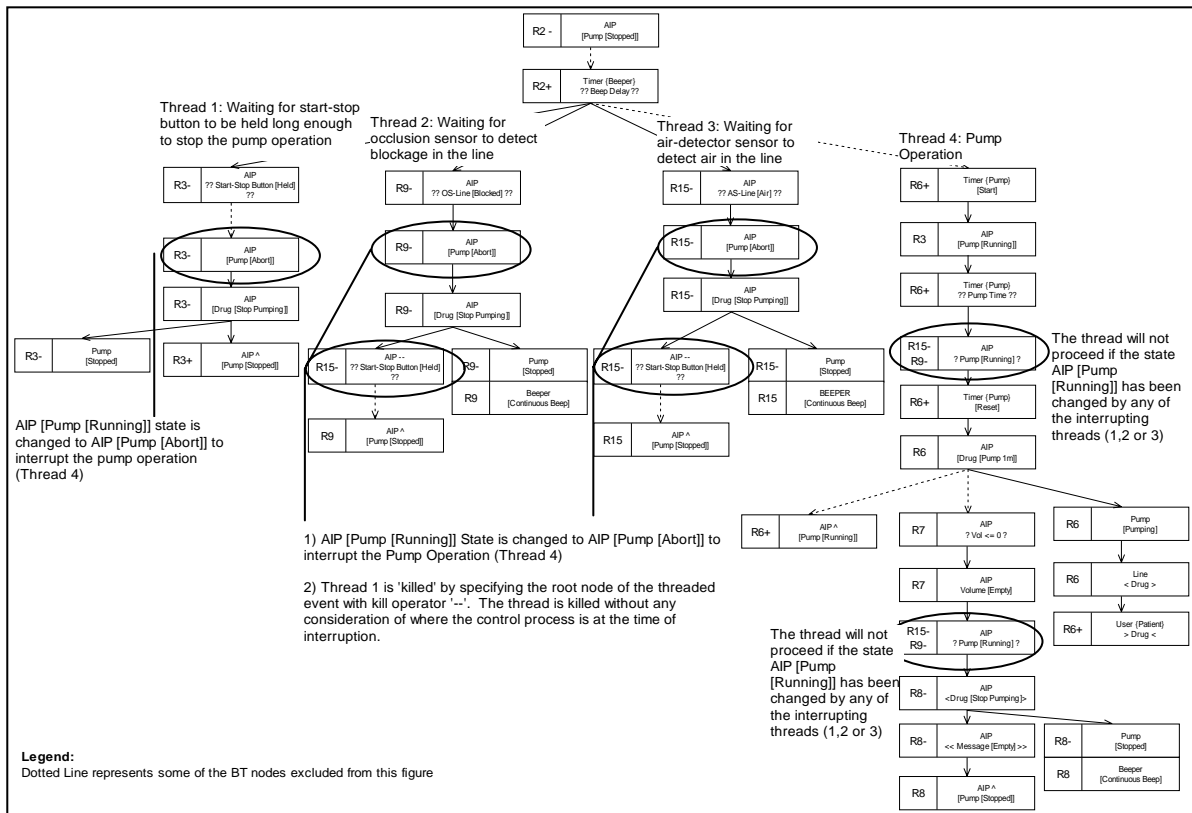 R2 -
AIP
[Pump [Stopped]]
R2+
Timer {Beeper}
?? Beep Delay ??
Thread 1: Waiting for start-stop
button to be held long enough
to stop the pump operation
R3-
AIP
?? Start-Stop Button [Held]
??
R3-
AIP
[Pump [Abort]]
R3-
AIP
[Drug [Stop Pumping]]
R3-
Pump
[Stopped]
R3+
AIP ^
[Pump [Stopped]]
AIP [Pump [Running]] state is
changed to AIP [Pump [Abort]] to
interrupt the pump operation
(Thread 4)
Thread 2: Waiting for
occlusion sensor to detect
blockage in the line
R9-
AIP
?? OS-Line [Blocked] ??
R9-
AIP
[Pump [Abort]]
R9-
AIP
[Drug [Stop Pumping]]
R15-
AIP --
?? Start-Stop Button [Held]
??
R9
AIP ^
[Pump [Stopped]]
R9-
Pump
[Stopped]
R9
Beeper
[Continuous Beep]
Thread 3: Waiting for
air-detector sensor to
detect air in the line
R15-
AIP
?? AS-Line [Air] ??
R15-
AIP
[Pump [Abort]]
R15-
AIP
[Drug [Stop Pumping]]
R15-
AIP --
?? Start-Stop Button [Held]
??
R15
AIP ^
[Pump [Stopped]]
R15-
Pump
[Stopped]
R15
BEEPER
[Continuous Beep]
1) AIP [Pump [Running]] State is changed to AIP [Pump [Abort]] to
interrupt the Pump Operation (Thread 4)
2) Thread 1 is 'killed' by specifying the root node of the threaded
event with kill operator '--'.  The thread is killed without any
consideration of where the control process is at the time of
interruption.
Thread 4: Pump
Operation
R6+
Timer {Pump}
[Start]
R3
AIP
[Pump [Running]]
R6+
Timer {Pump}
?? Pump Time ??
R15-
R9-
AIP
? Pump [Running] ?
The thread will not
proceed if the state
AIP [Pump
[Running]] has been
changed by any of
the interrupting
threads (1,2 or 3)
R6+
Timer {Pump}
[Reset]
R6
AIP
[Drug [Pump 1m]]
R6+
AIP ^
[Pump [Running]]
R7
AIP
? Vol <= 0 ?
R7
AIP
Volume [Empty]
R15-
R9-
AIP
? Pump [Running] ?
The thread will not
proceed if the state
AIP [Pump
[Running]] has been
changed by any of
the interrupting
threads (1,2 or 3)
R8-
AIP
<Drug [Stop Pumping]>
R8-
AIP
<< Message [Empty] >>
R8
AIP ^
[Pump [Stopped]]
R8-
Pump
[Stopped]
R8
Beeper
[Continuous Beep]
R6
Pump
[Pumping]
R6
Line
< Drug >
R6+
User {Patient}
> Drug <
Legend:
Dotted Line represents some of the BT nodes excluded from this figure